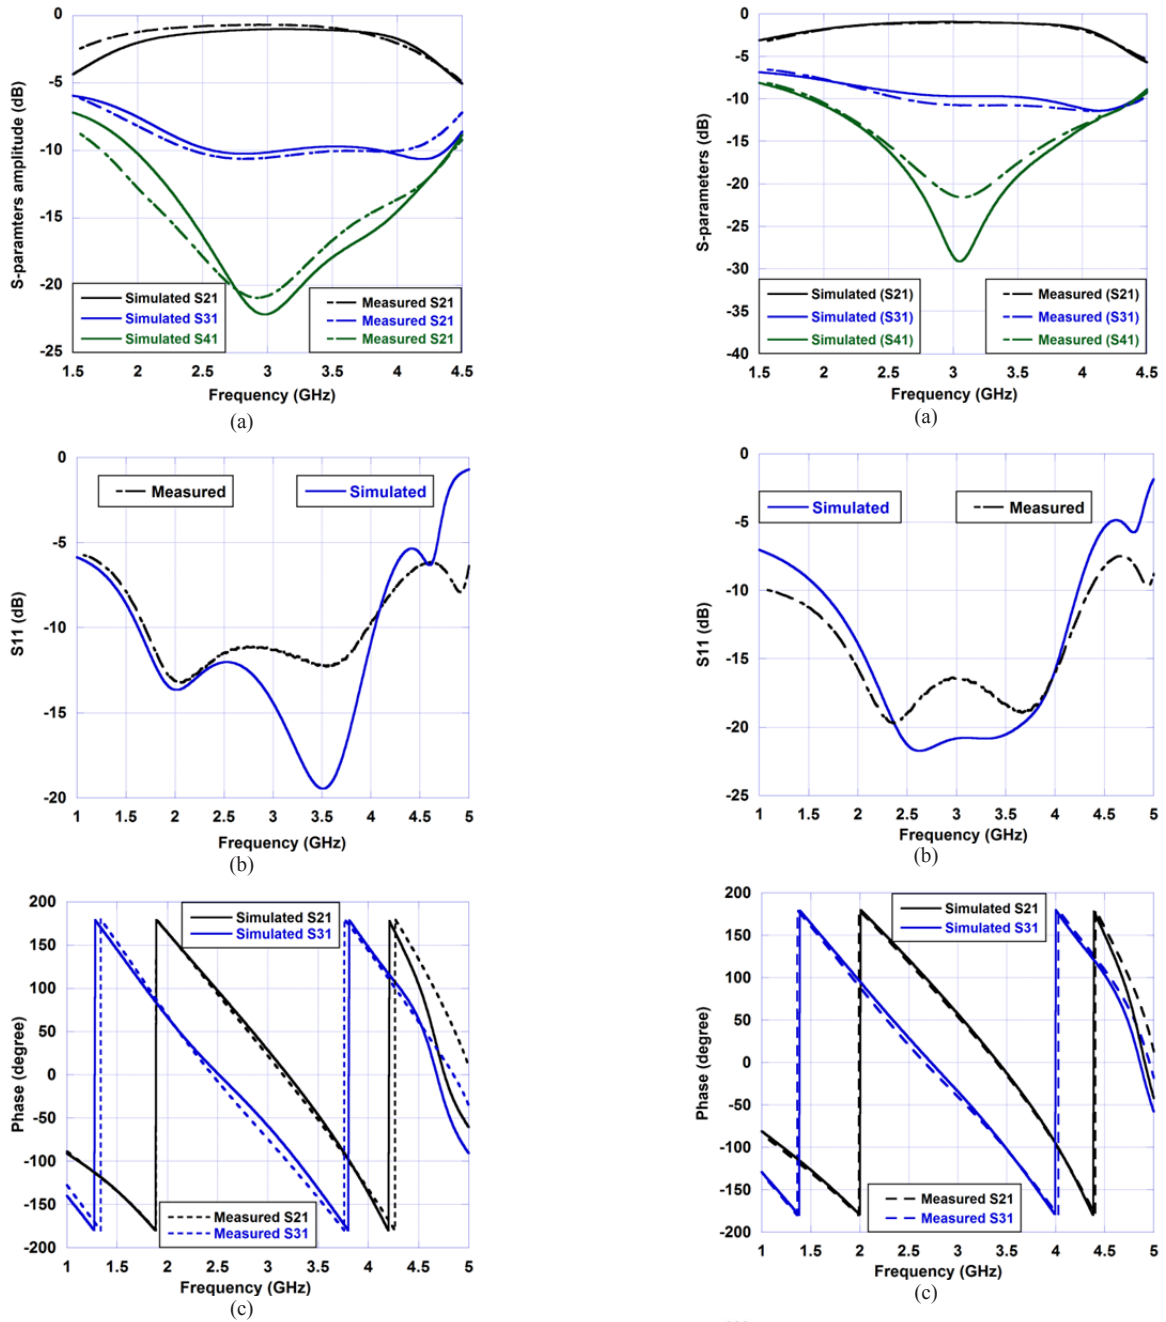 0
-5
-10
-15
-20
-25
S-paramters amplitude (dB)
Simulated S21
Simulated S31
Simulated S41
Measured S21
Measured S21
Measured S21
1.5 2 2.5 3 3.5 4 4.5
Frequency (GHz)
(a)
0
-5
-10
-15
-20
-25
-30
-35
-40
S-parameters (dB)
Simulated (S21)
Simulated (S31)
Simulated (S41)
Measured (S21)
Measured (S31)
Measured (S41)
1.5 2 2.5 3 3.5 4 4.5
Frequency (GHz)
(a)
0
-5
-10
-15
-20
S11 (dB)
Measured
Simulated
1 1.5 2 2.5 3 3.5 4 4.5 5
Frequency (GHz)
(b)
0
-5
-10
-15
-20
-25
S11 (dB)
Simulated
Measured
1 1.5 2 2.5 3 3.5 4 4.5 5
Frequency (GHz)
(b)
200
150
100
50
0
-50
-100
-150
-200
Phase (degree)
Simulated S21
Simulated S31
Measured S21
Measured S31
1 1.5 2 2.5 3 3.5 4 4.5 5
Frequency (GHz)
(c)
200
150
100
50
0
-50
-100
-150
-200
Phase (degree)
Simulated S21
Simulated S31
Measured S21
Measured S31
1 1.5 2 2.5 3 3.5 4 4.5 5
Frequency (GHz)
(c)